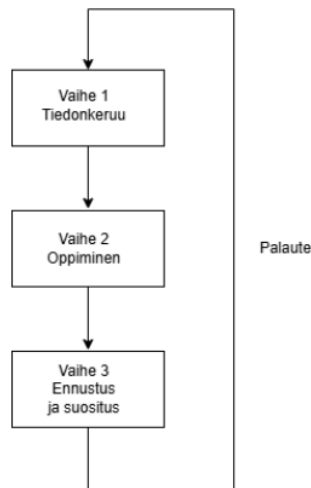 Vaihe 1
Tiedonkeruu
Vaihe 2
Oppiminen
Palaute
Vaihe 3
Ennustus
ja suositus